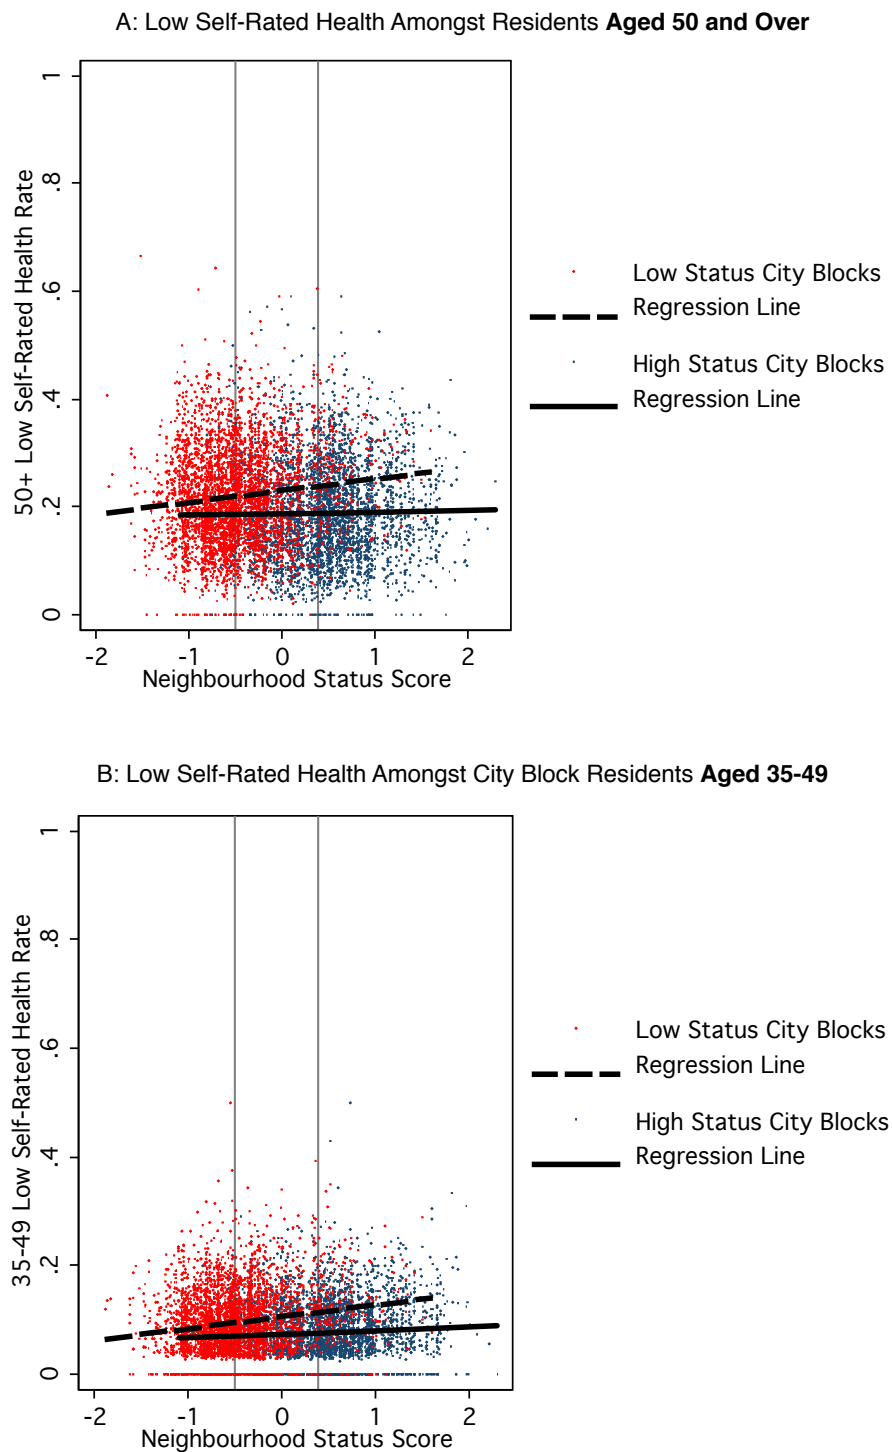 A: Low Self-Rated Health Amongst Residents Aged 50 and Over
50+ Low Self-Rated Health Rate
1
.8
.6
.4
.2
0
-2 -1 0 1 2
Neighbourhood Status Score
Low Status City Blocks
Regression Line
High Status City Blocks
Regression Line
B: Low Self-Rated Health Amongst City Block Residents Aged 35-49
35-49 Low Self-Rated Health Rate
1
.8
.6
.4
.2
0
-2 -1 0 1 2
Neighbourhood Status Score
Low Status City Blocks
Regression Line
High Status City Blocks
Regression Line